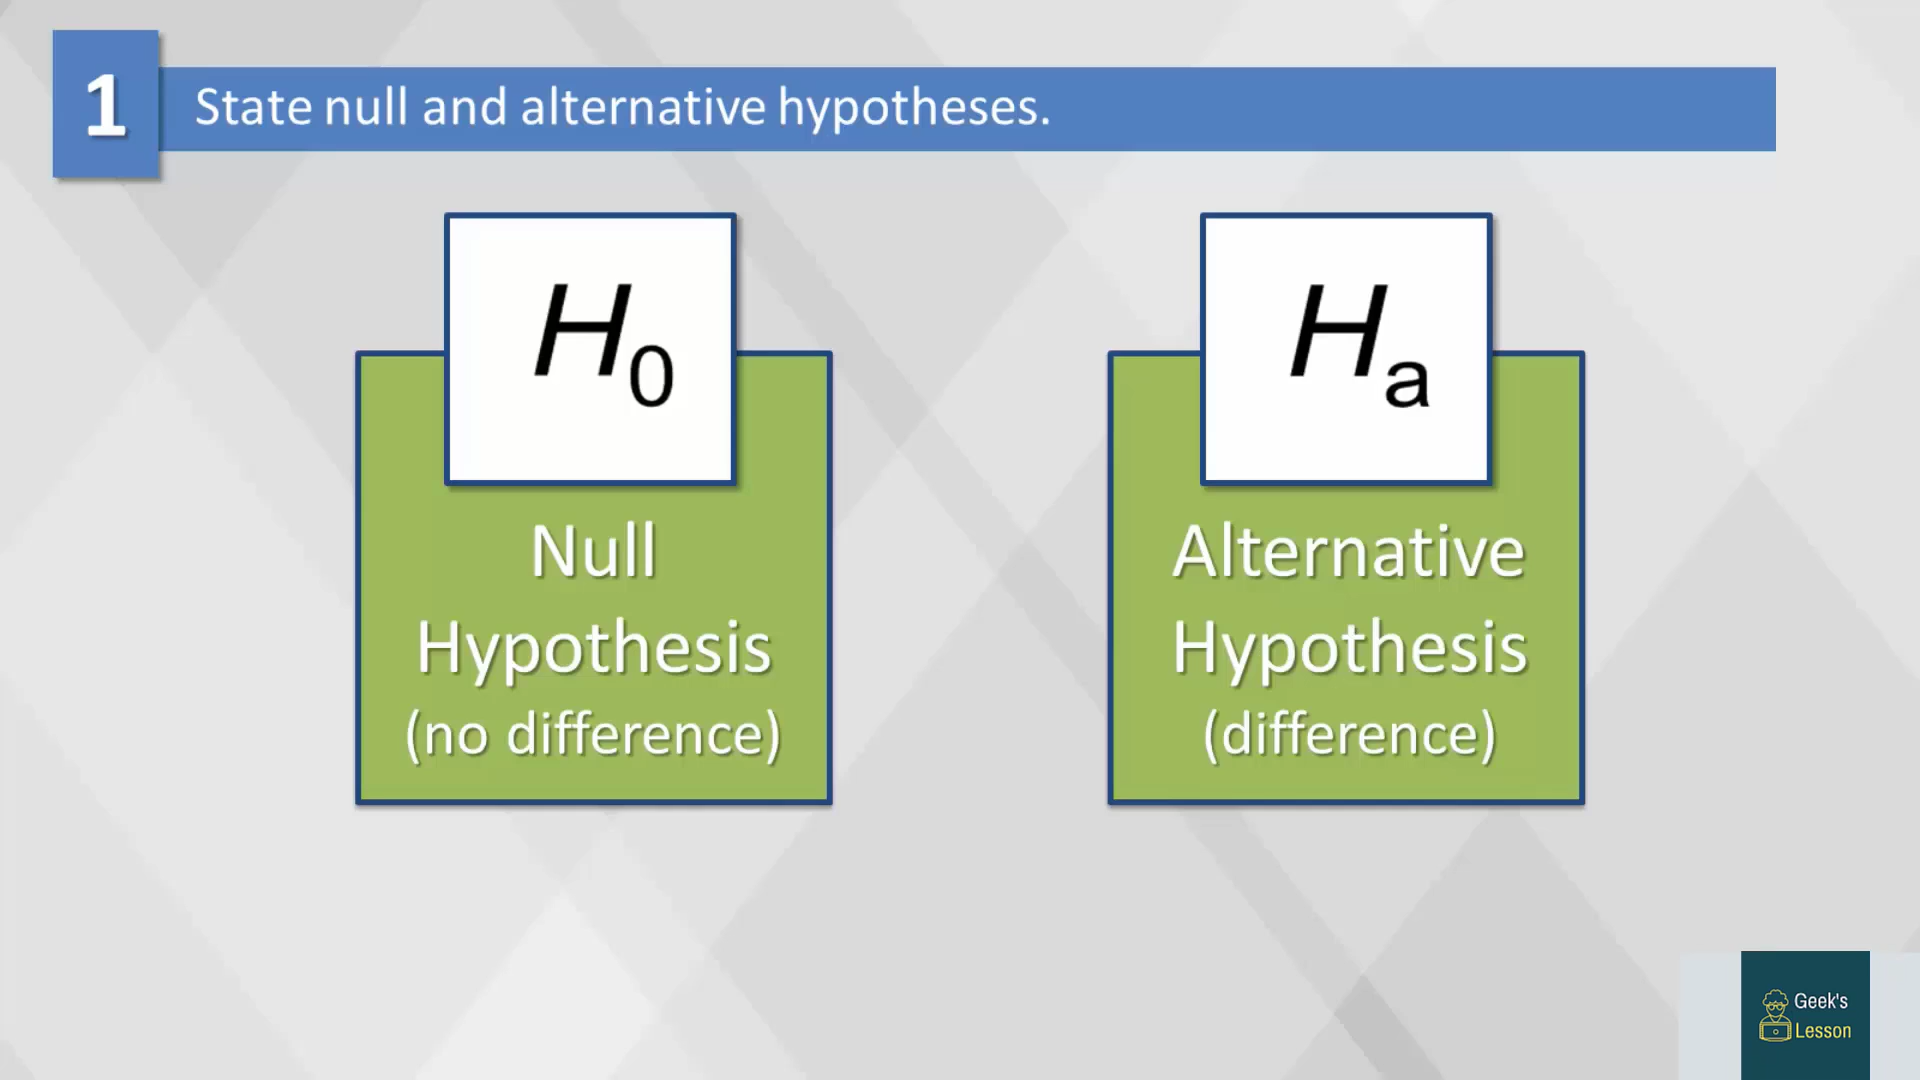 1
State null and alternative hypotheses.
H₀
Null
Hypothesis
(no difference)
Hₐ
Alternative
Hypothesis
(difference)
Geek's
Lesson